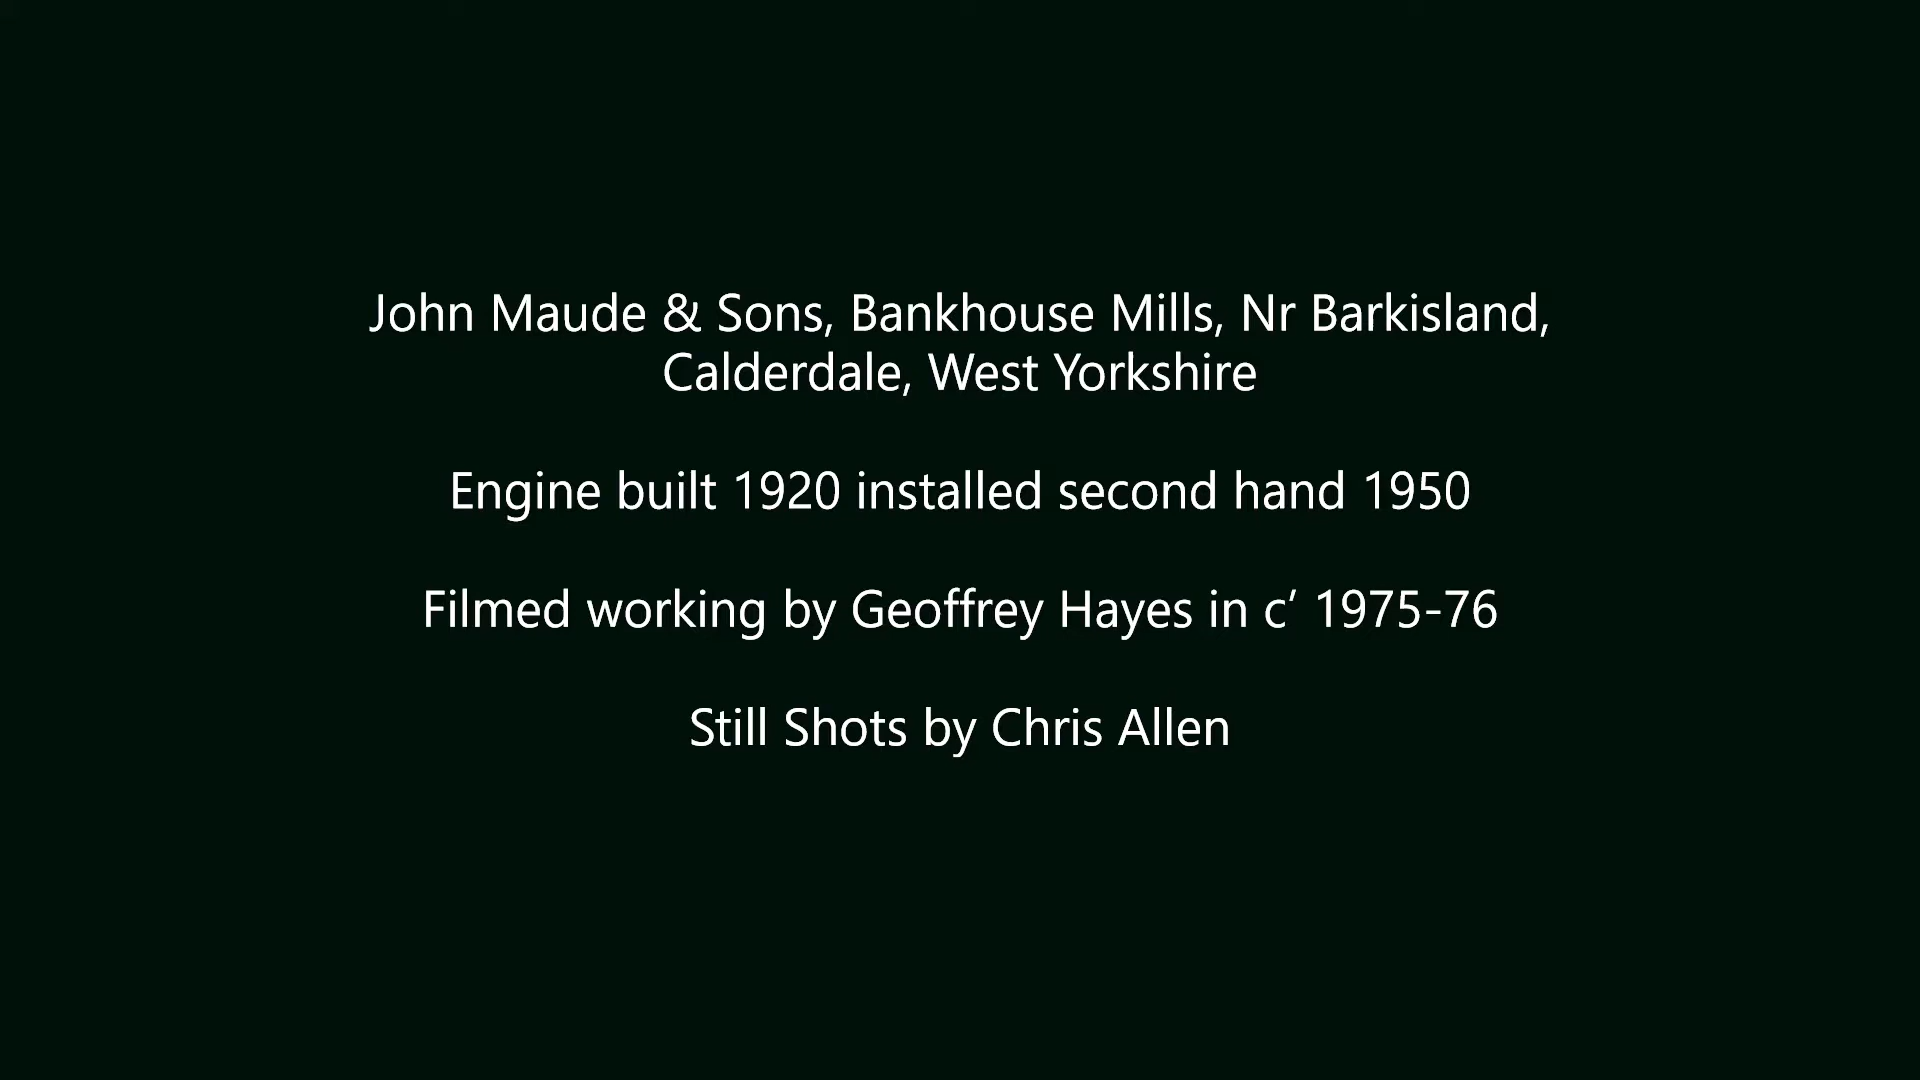 John Maude & Sons, Bankhouse Mills, Nr Barkisland,
Calderdale, West Yorkshire
Engine built 1920 installed second hand 1950
Filmed working by Geoffrey Hayes in c’ 1975-76
Still Shots by Chris Allen